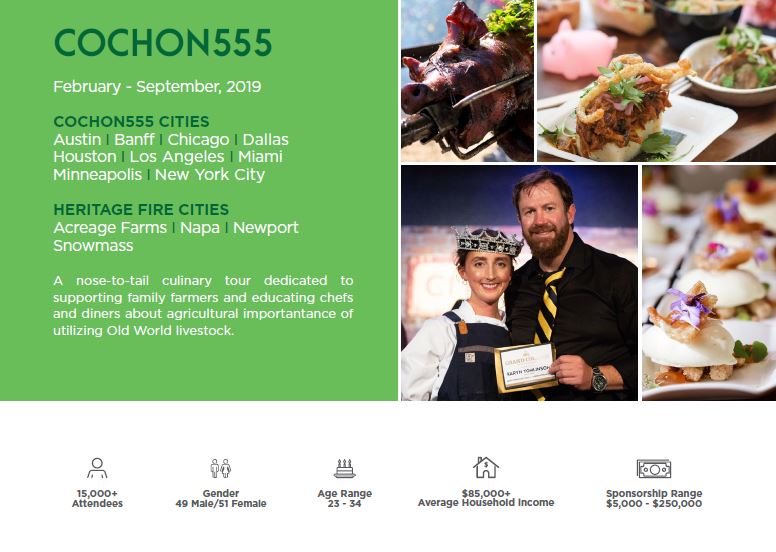 COCHON555
February - September, 2019
COCHON555 CITIES
Austin | Banff | Chicago | Dallas
Houston | Los Angeles | Miami
Minneapolis | New York City
HERITAGE FIRE CITIES
Acreage Farms | Napa | Newport
Snowmass
A nose-to-tail culinary tour dedicated to
supporting family farmers and educating chefs
and diners about agricultural importantance of
utilizing Old World livestock.
KARYN TOMLINSON
15,000+
Attendees
Gender
49 Male/51 Female
Age Range
23 - 34
$85,000+
Average Household Income
Sponsorship Range
$5,000 - $250,000